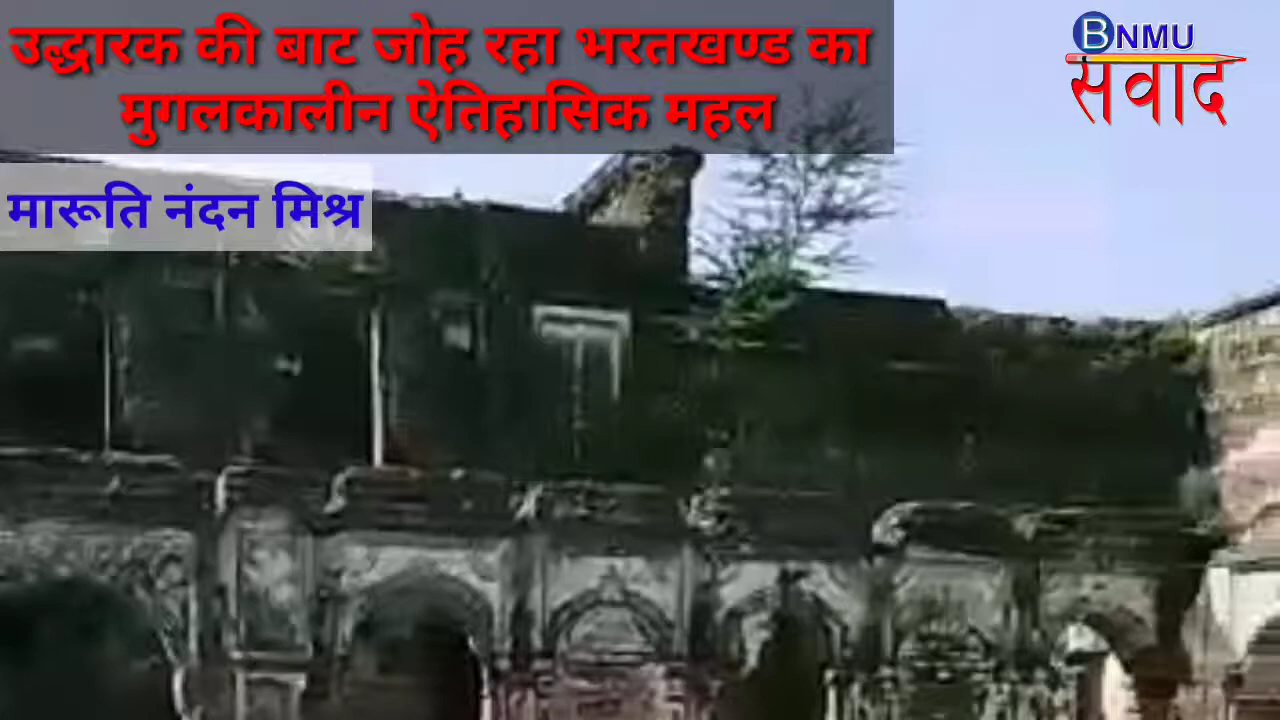 उद्धारक की बाट जोह रहा भरतखण्ड का
मुगलकालीन ऐतिहासिक महल
BNMU
संवाद
मारूति नंदन मिश्र